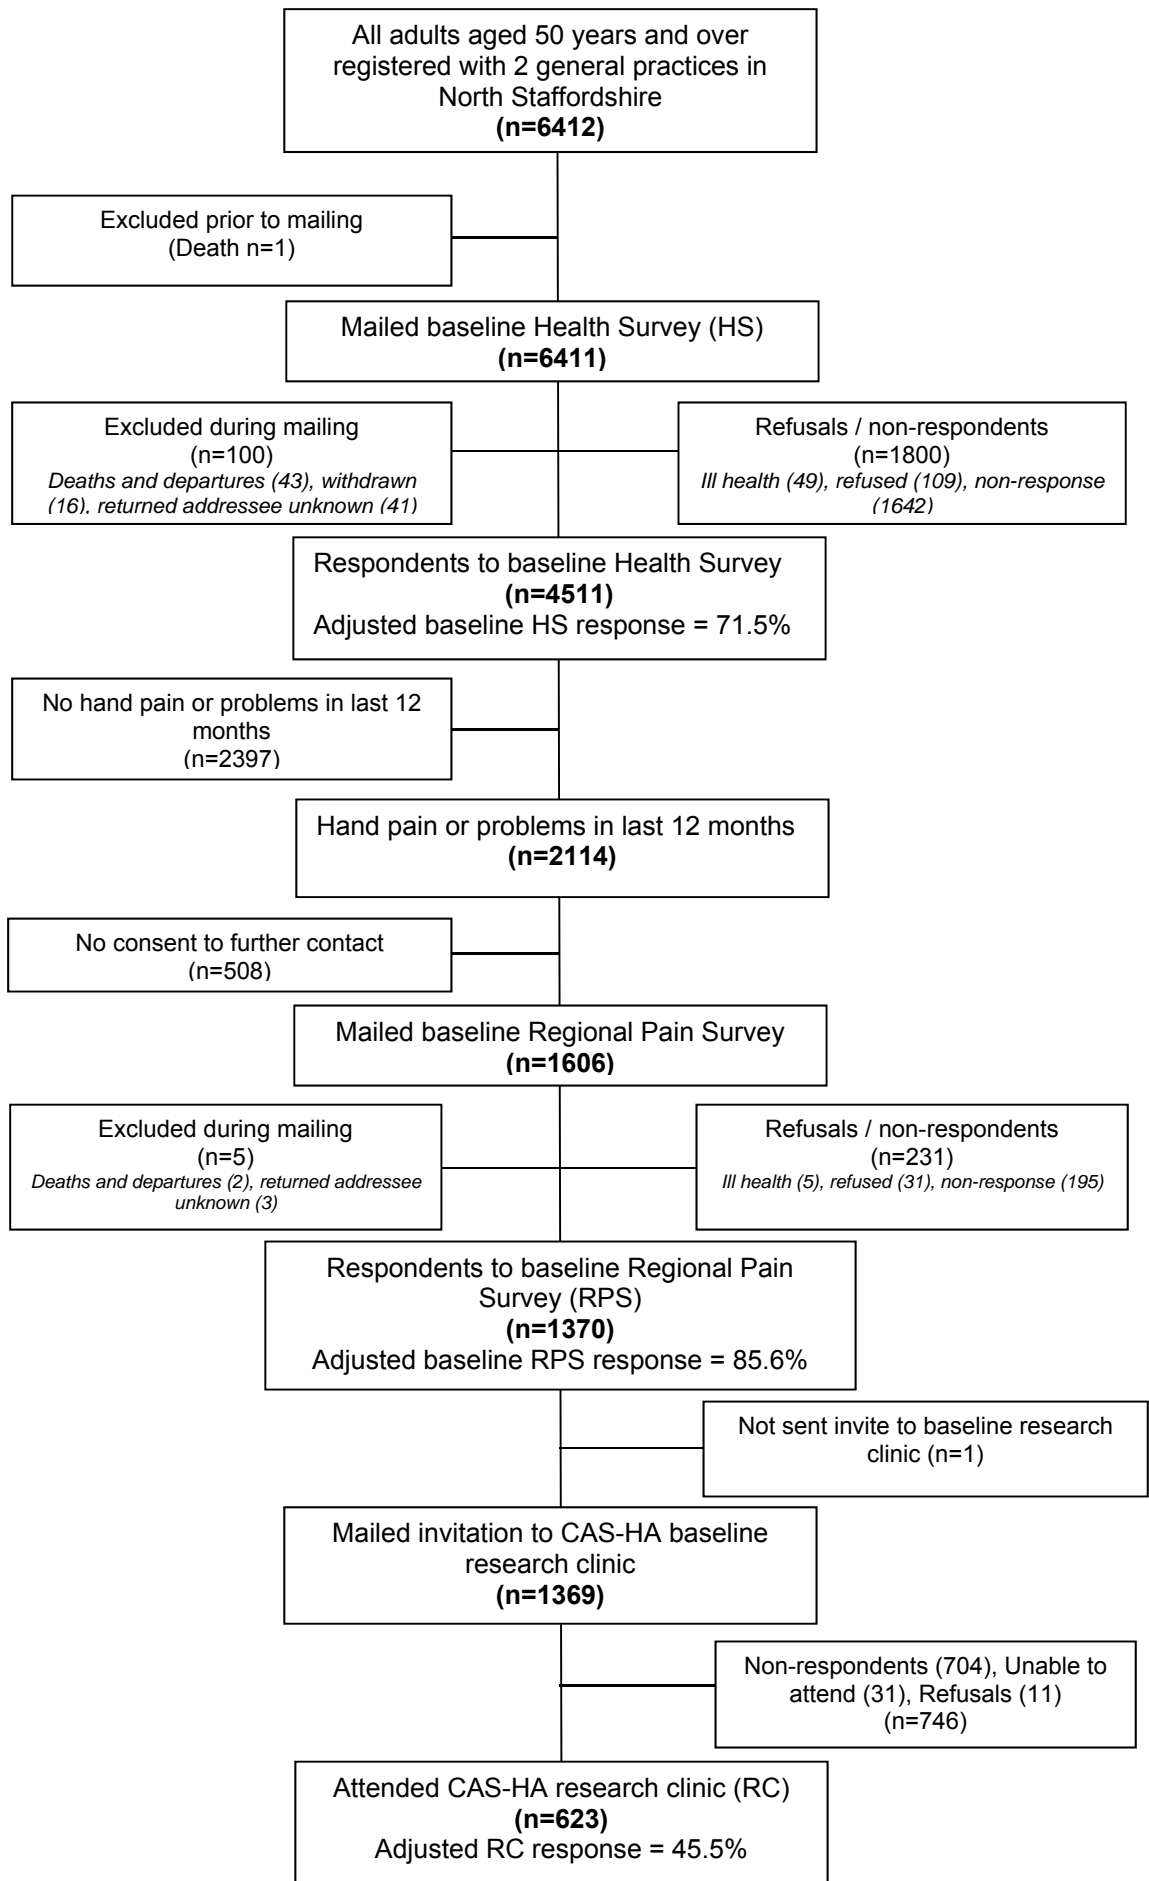 All adults aged 50 years and over
registered with 2 general practices in
North Staffordshire
(n=6412)
Excluded prior to mailing
(Death n=1)
Mailed baseline Health Survey (HS)
(n=6411)
Excluded during mailing
(n=100)
Deaths and departures (43), withdrawn
(16), returned addressee unknown (41)
Refusals / non-respondents
(n=1800)
Ill health (49), refused (109), non-response
(1642)
Respondents to baseline Health Survey
(n=4511)
Adjusted baseline HS response = 71.5%
No hand pain or problems in last 12
months
(n=2397)
Hand pain or problems in last 12 months
(n=2114)
No consent to further contact
(n=508)
Mailed baseline Regional Pain Survey
(n=1606)
Excluded during mailing
(n=5)
Deaths and departures (2), returned addressee
unknown (3)
Refusals / non-respondents
(n=231)
Ill health (5), refused (31), non-response (195)
Respondents to baseline Regional Pain
Survey (RPS)
(n=1370)
Adjusted baseline RPS response = 85.6%
Not sent invite to baseline research
clinic (n=1)
Mailed invitation to CAS-HA baseline
research clinic
(n=1369)
Non-respondents (704), Unable to
attend (31), Refusals (11)
(n=746)
Attended CAS-HA research clinic (RC)
(n=623)
Adjusted RC response = 45.5%